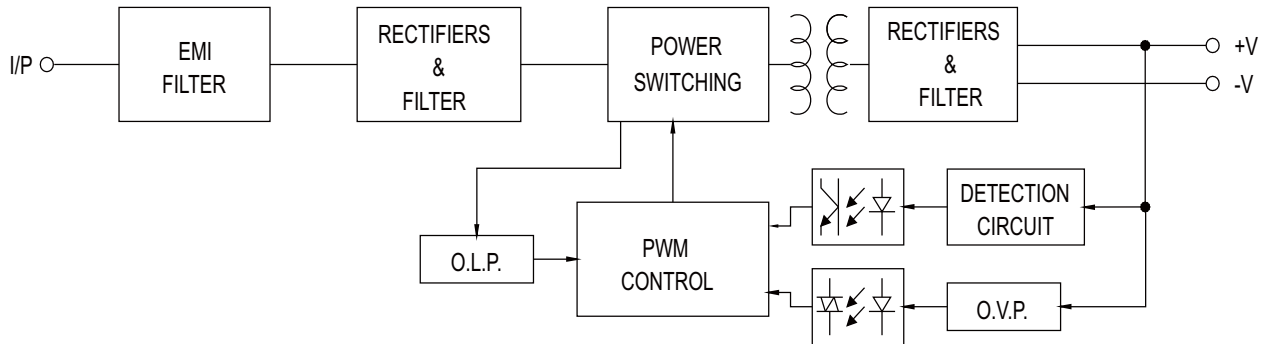 I/P
EMI
FILTER
RECTIFIERS
&
FILTER
POWER
SWITCHING
RECTIFIERS
&
FILTER
+V
-V
O.L.P.
PWM
CONTROL
DETECTION
CIRCUIT
O.V.P.